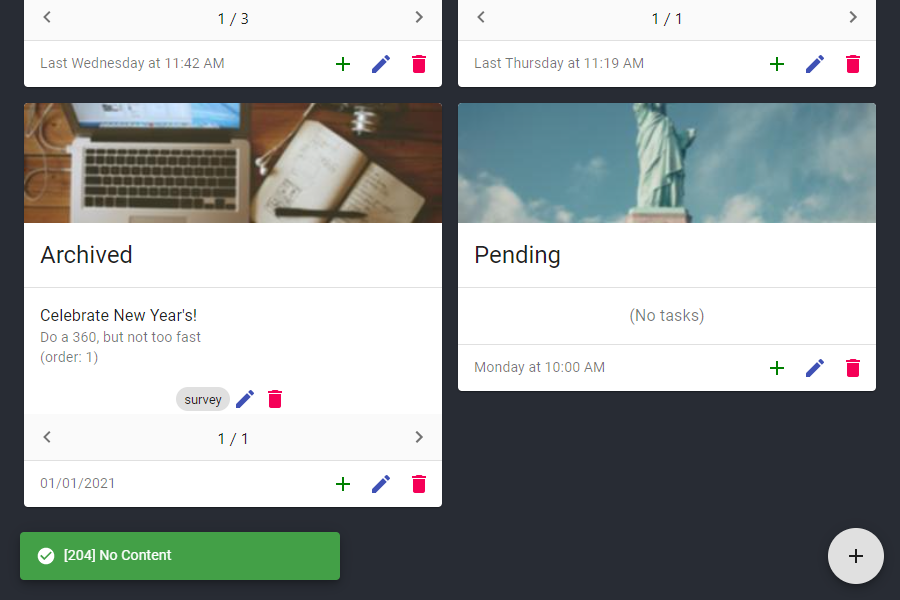 1 / 3
Last Wednesday at 11:42 AM
1 / 1
Last Thursday at 11:19 AM
Archived
Celebrate New Year's!
Do a 360, but not too fast
(order: 1)
survey
1 / 1
01/01/2021
Pending
(No tasks)
Monday at 10:00 AM
[204] No Content